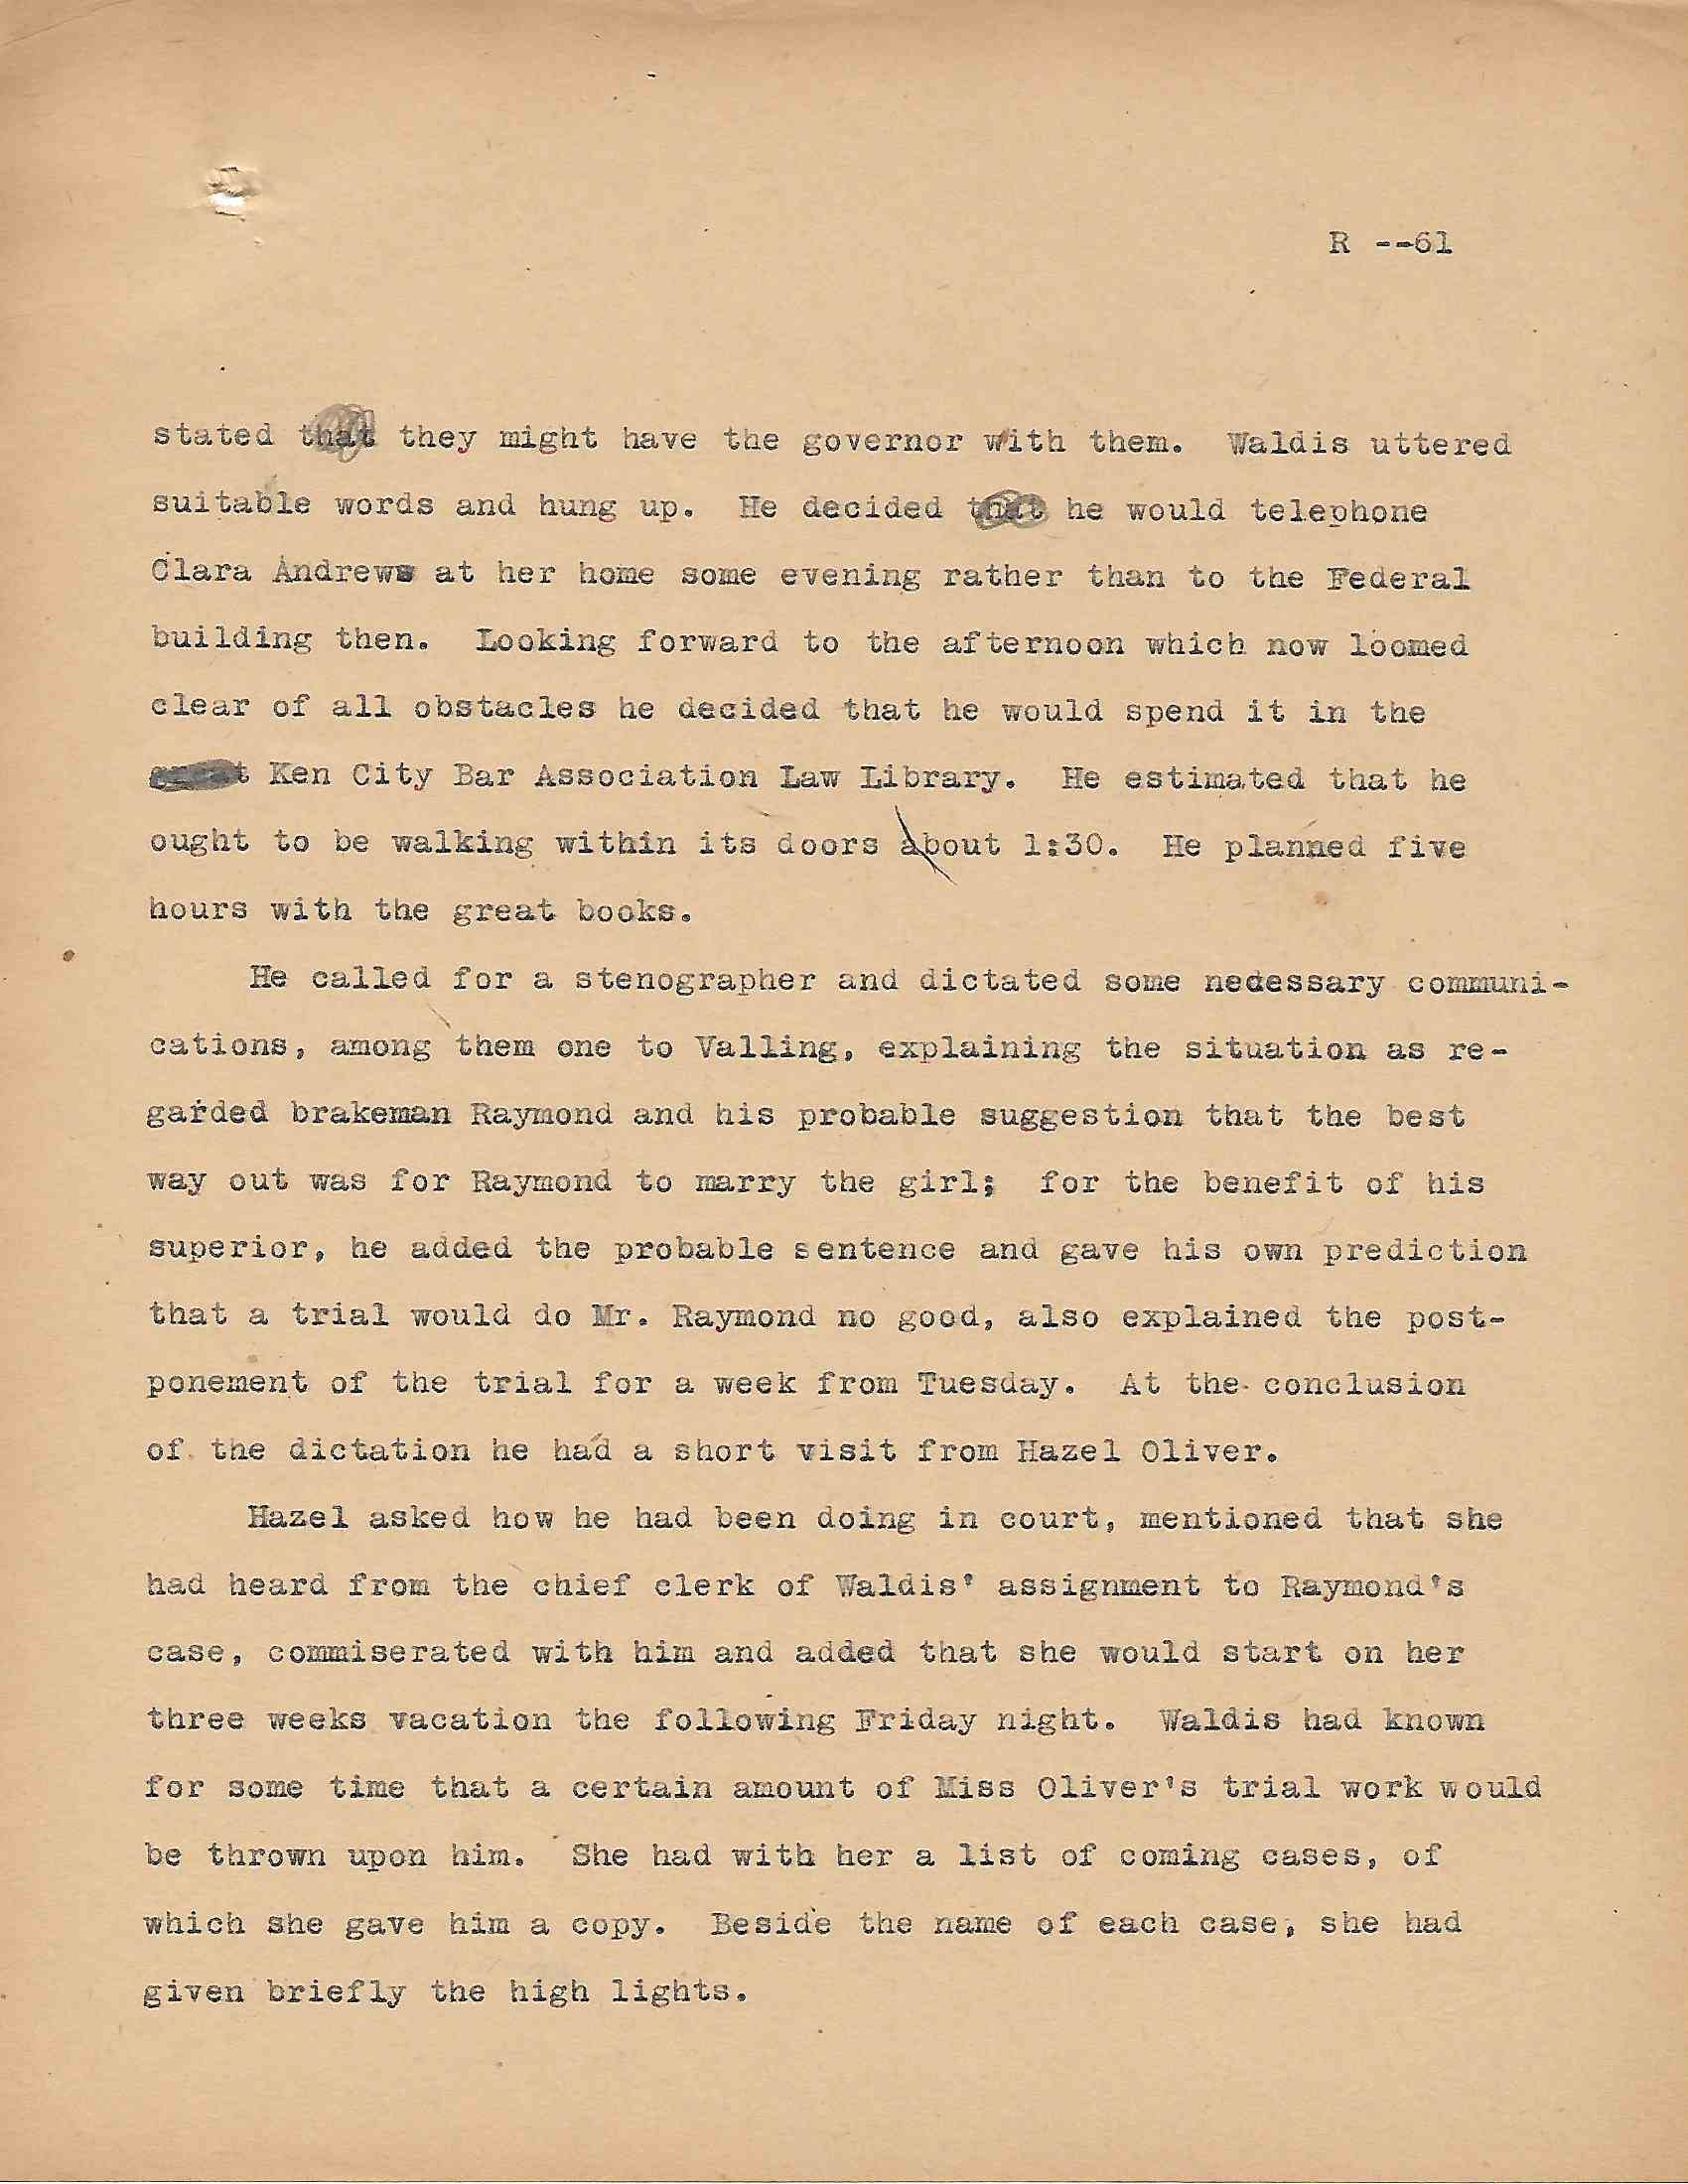 R --61
stated that they might have the governor with them. Waldis uttered
suitable words and hung up. He decided that he would telephone
Clara Andrews at her home some evening rather than to the Federal
building then. Looking forward to the afternoon which now loomed
clear of all obstacles he decided that he would spend it in the
great Ken City Bar Association Law Library. He estimated that he
ought to be walking within its doors about 1:30. He planned five
hours with the great books.
He called for a stenographer and dictated some nedessary communi-
cations, among them one to Valling, explaining the situation as re-
garded brakeman Raymond and his probable suggestion that the best
way out was for Raymond to marry the girl; for the benefit of his
superior, he added the probable sentence and gave his own prediction
that a trial would do Mr. Raymond no good, also explained the post-
ponement of the trial for a week from Tuesday. At the conclusion
of the dictation he had a short visit from Hazel Oliver.
Hazel asked how he had been doing in court, mentioned that she
had heard from the chief clerk of Waldis' assignment to Raymond's
case, commiserated with him and added that she would start on her
three weeks vacation the following Friday night. Waldis had known
for some time that a certain amount of Miss Oliver's trial work would
be thrown upon him. She had with her a list of coming cases, of
which she gave him a copy. Beside the name of each case, she had
given briefly the high lights.